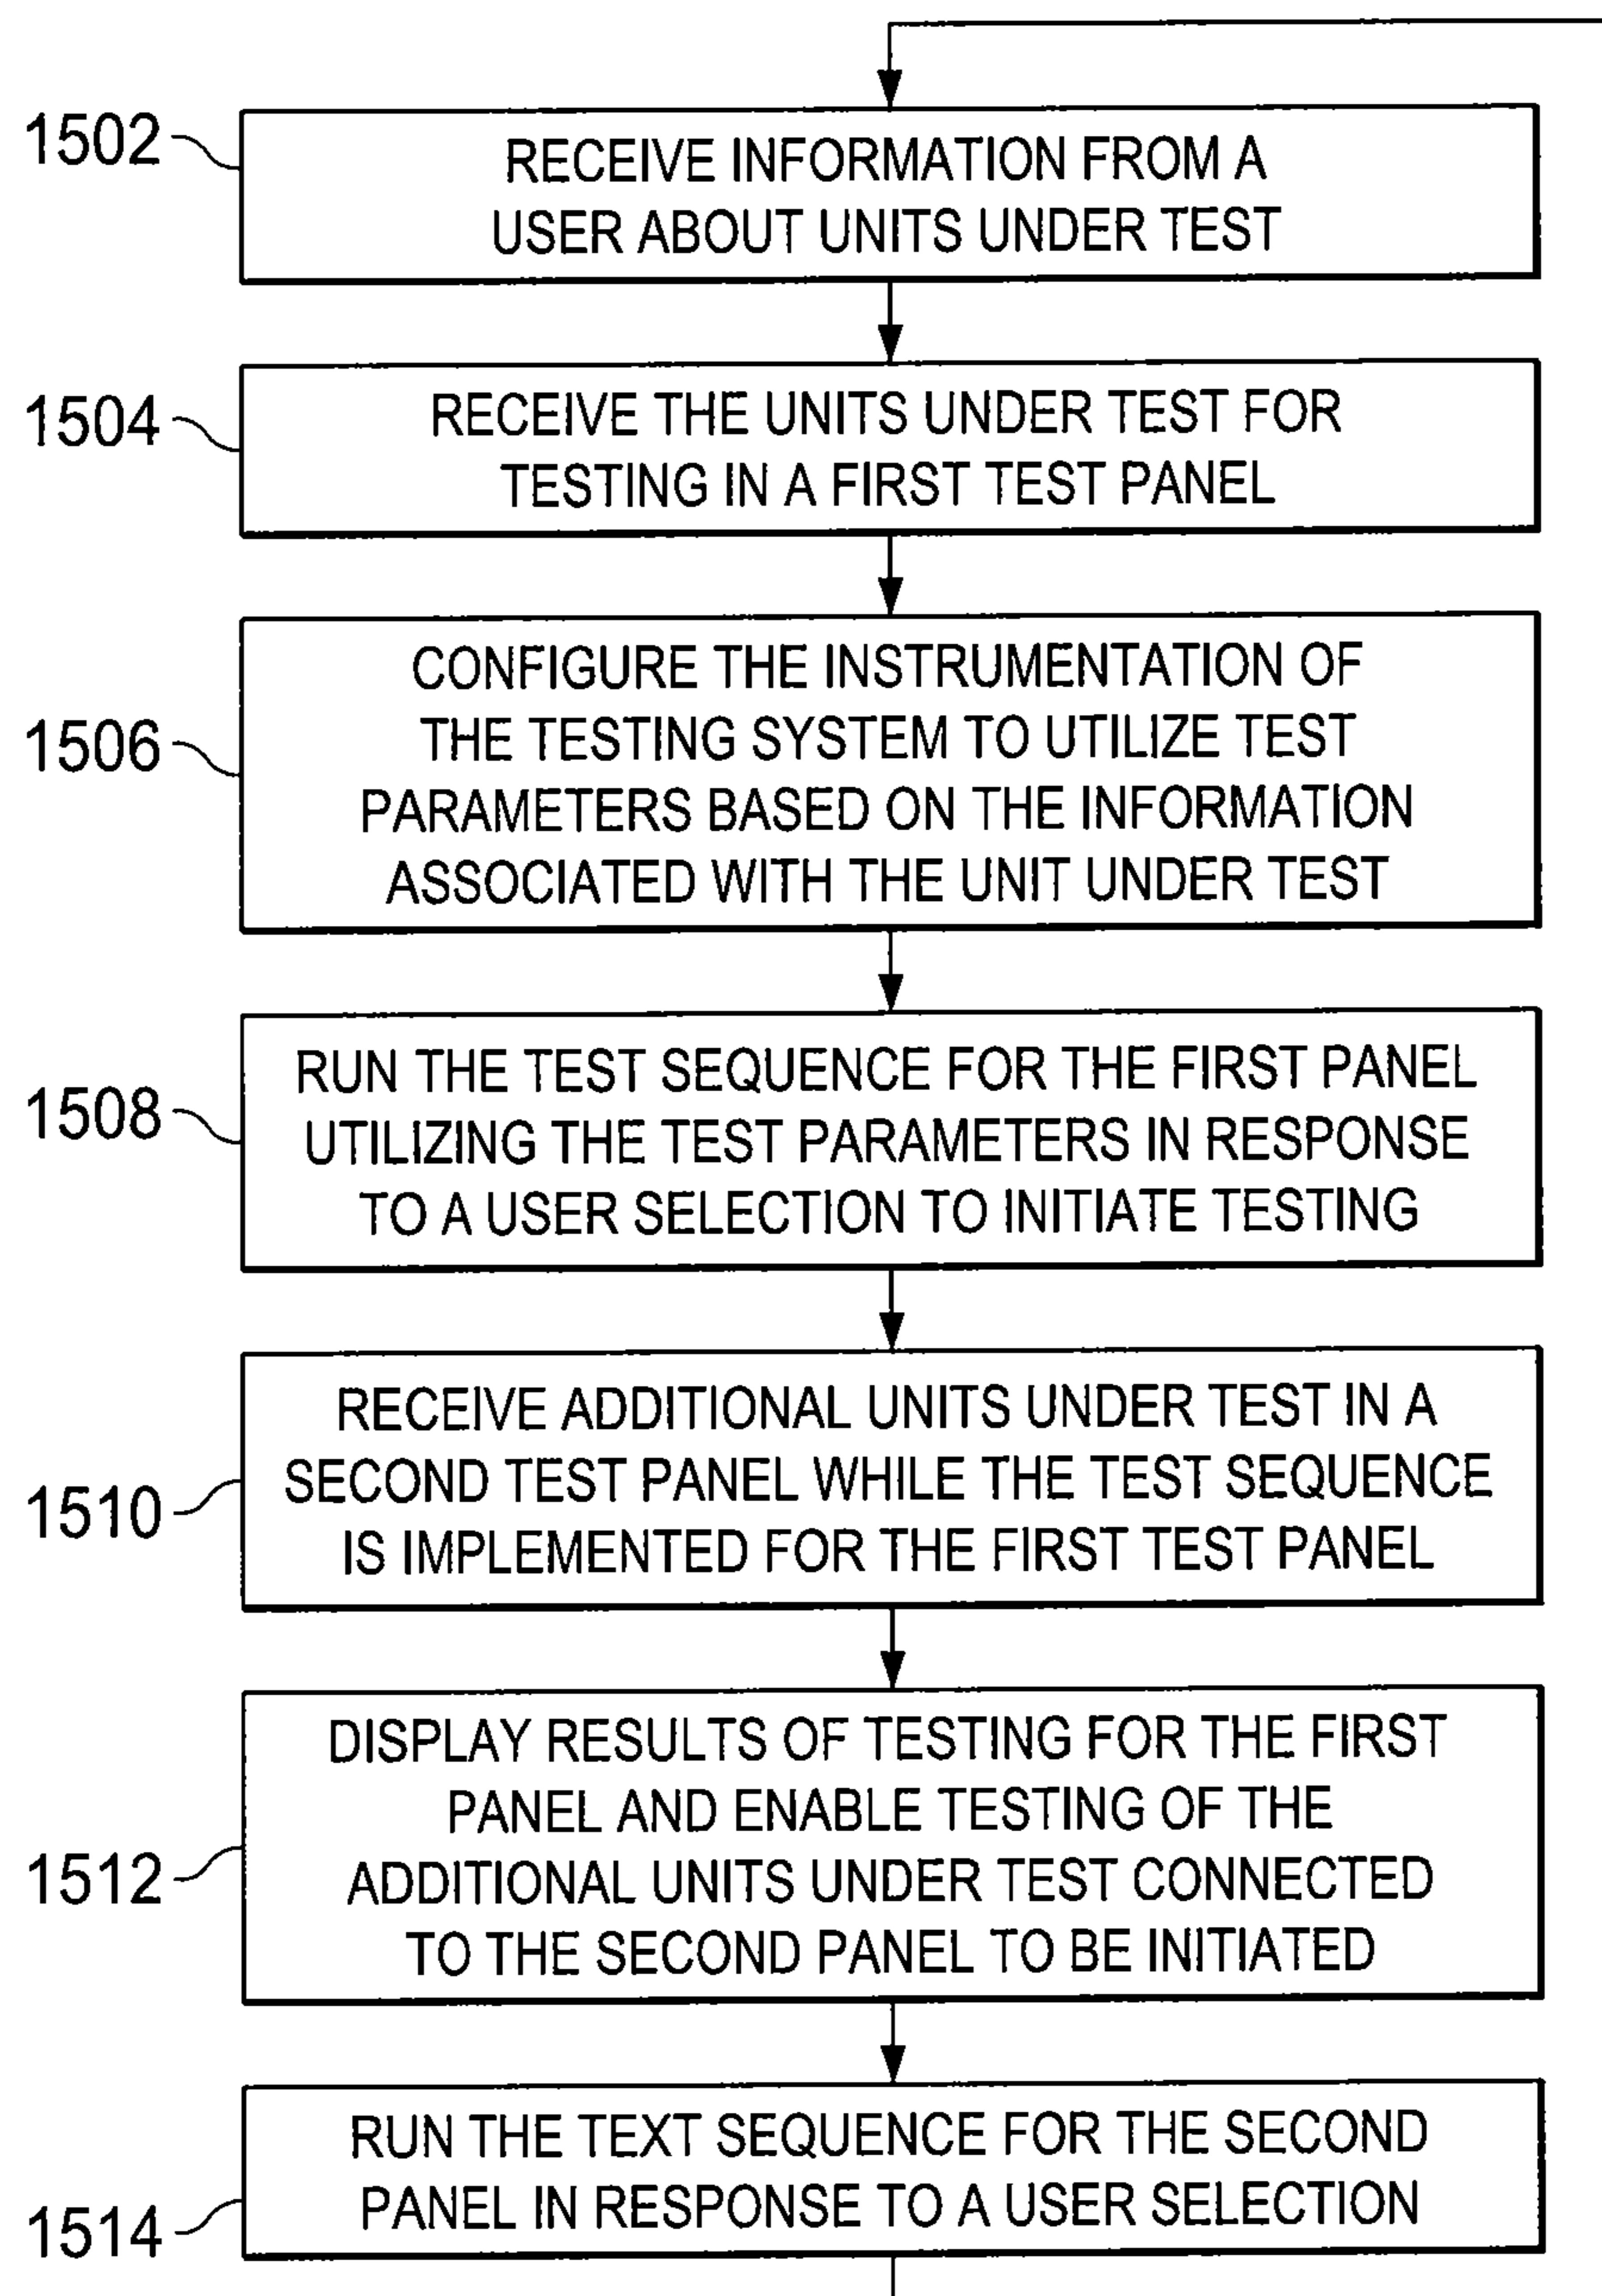 1502
RECEIVE INFORMATION FROM A
USER ABOUT UNITS UNDER TEST
1504
RECEIVE THE UNITS UNDER TEST FOR
TESTING IN A FIRST TEST PANEL
1506
CONFIGURE THE INSTRUMENTATION OF
THE TESTING SYSTEM TO UTILIZE TEST
PARAMETERS BASED ON THE INFORMATION
ASSOCIATED WITH THE UNIT UNDER TEST
1508
RUN THE TEST SEQUENCE FOR THE FIRST PANEL
UTILIZING THE TEST PARAMETERS IN RESPONSE
TO A USER SELECTION TO INITIATE TESTING
1510
RECEIVE ADDITIONAL UNITS UNDER TEST IN A
SECOND TEST PANEL WHILE THE TEST SEQUENCE
IS IMPLEMENTED FOR THE FIRST TEST PANEL
1512
DISPLAY RESULTS OF TESTING FOR THE FIRST
PANEL AND ENABLE TESTING OF THE
ADDITIONAL UNITS UNDER TEST CONNECTED
TO THE SECOND PANEL TO BE INITIATED
1514
RUN THE TEXT SEQUENCE FOR THE SECOND
PANEL IN RESPONSE TO A USER SELECTION